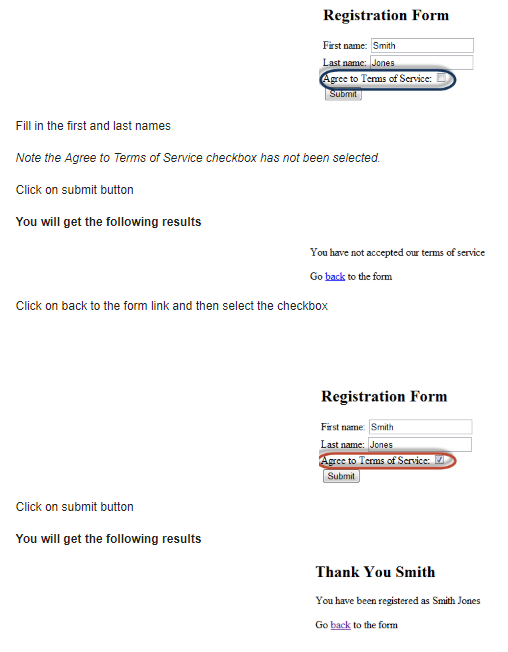 Registration Form
First name: Smith
Last name: Jones
Agree to Terms of Service:
Submit
Fill in the first and last names
Note the Agree to Terms of Service checkbox has not been selected.
Click on submit button
You will get the following results
You have not accepted our terms of service
Go back to the form
Click on back to the form link and then select the checkbox
Registration Form
First name: Smith
Last name: Jones
Agree to Terms of Service:
Submit
Click on submit button
You will get the following results
Thank You Smith
You have been registered as Smith Jones
Go back to the form